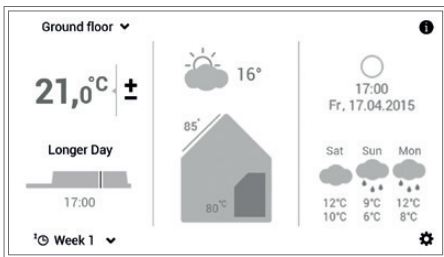 Ground floor
21,0°C ±
Longer Day
17:00
Week 1
16°
85°
80°C
17:00
Fr, 17.04.2015
Sat Sun Mon
12°C 9°C 12°C
10°C 6°C 8°C